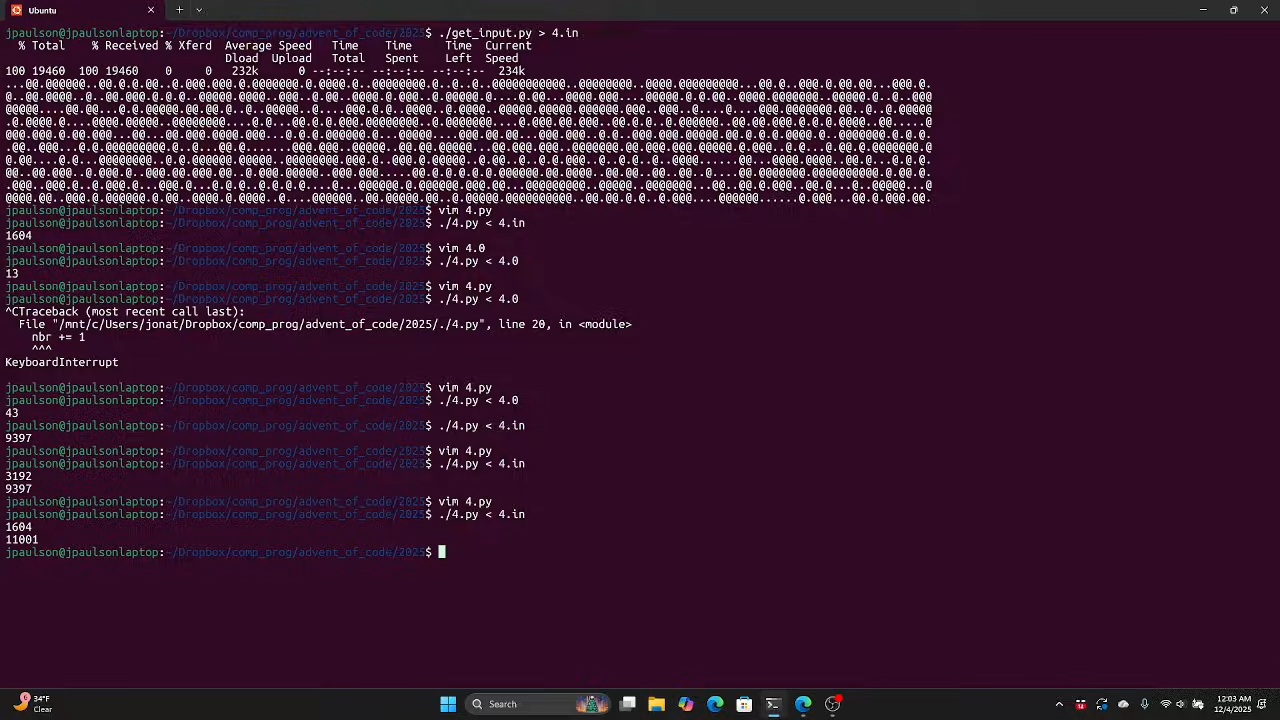 Ubuntu
jpaulson@jpaulsonlaptop:~/Dropbox/comp_prog/advent_of_code/2025$ ./get_input.py > 4.in
% Total % Received % Xferd Average Speed Time Time Time Current
Dload Upload Total Spent Left Speed
100 19460 100 19460 0 0 232k 0 --:--:-- --:--:-- --:--:-- 234k
jpaulson@jpaulsonlaptop:~/Dropbox/comp_prog/advent_of_code/2025$ vim 4.py
jpaulson@jpaulsonlaptop:~/Dropbox/comp_prog/advent_of_code/2025$ ./4.py < 4.in
1604
jpaulson@jpaulsonlaptop:~/Dropbox/comp_prog/advent_of_code/2025$ vim 4.0
jpaulson@jpaulsonlaptop:~/Dropbox/comp_prog/advent_of_code/2025$ ./4.py < 4.0
13
jpaulson@jpaulsonlaptop:~/Dropbox/comp_prog/advent_of_code/2025$ vim 4.py
jpaulson@jpaulsonlaptop:~/Dropbox/comp_prog/advent_of_code/2025$ ./4.py < 4.0
^CTraceback (most recent call last):
File "/mnt/c/Users/jonat/Dropbox/comp_prog/advent_of_code/2025/./4.py", line 20, in <module>
nbr += 1
^^^
KeyboardInterrupt
jpaulson@jpaulsonlaptop:~/Dropbox/comp_prog/advent_of_code/2025$ vim 4.py
jpaulson@jpaulsonlaptop:~/Dropbox/comp_prog/advent_of_code/2025$ ./4.py < 4.0
43
jpaulson@jpaulsonlaptop:~/Dropbox/comp_prog/advent_of_code/2025$ ./4.py < 4.in
9397
jpaulson@jpaulsonlaptop:~/Dropbox/comp_prog/advent_of_code/2025$ vim 4.py
jpaulson@jpaulsonlaptop:~/Dropbox/comp_prog/advent_of_code/2025$ ./4.py < 4.in
3192
9397
jpaulson@jpaulsonlaptop:~/Dropbox/comp_prog/advent_of_code/2025$ vim 4.py
jpaulson@jpaulsonlaptop:~/Dropbox/comp_prog/advent_of_code/2025$ ./4.py < 4.in
1604
11001
jpaulson@jpaulsonlaptop:~/Dropbox/comp_prog/advent_of_code/2025$
34°F
Clear
Search
12:03 AM
12/4/2025